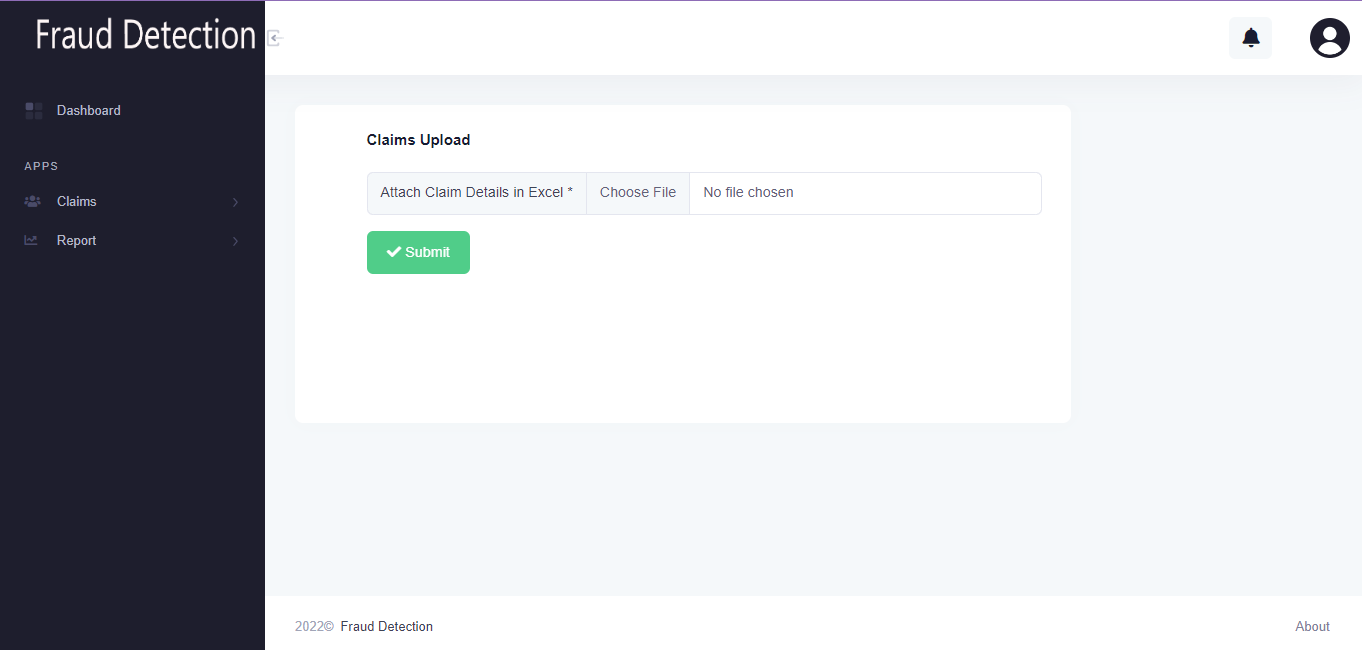 Fraud Detection
Dashboard
APPS
Claims
Report
Claims Upload
Attach Claim Details in Excel * Choose File No file chosen
Submit
2022© Fraud Detection
About